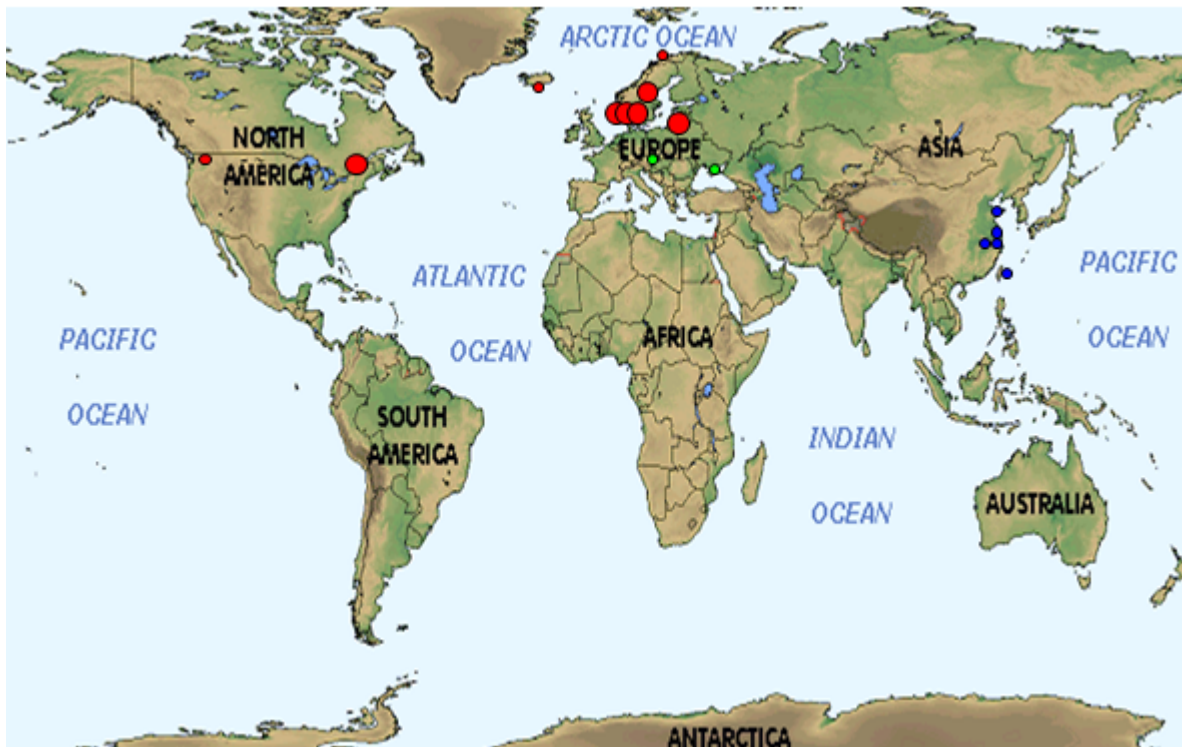 ARCTIC OCEAN
NORTH
AMERICA
EUROPE
ASIA
ATLANTIC
OCEAN
PACIFIC
OCEAN
AFRICA
PACIFIC
OCEAN
SOUTH
AMERICA
INDIAN
OCEAN
AUSTRALIA
ANTARCTICA